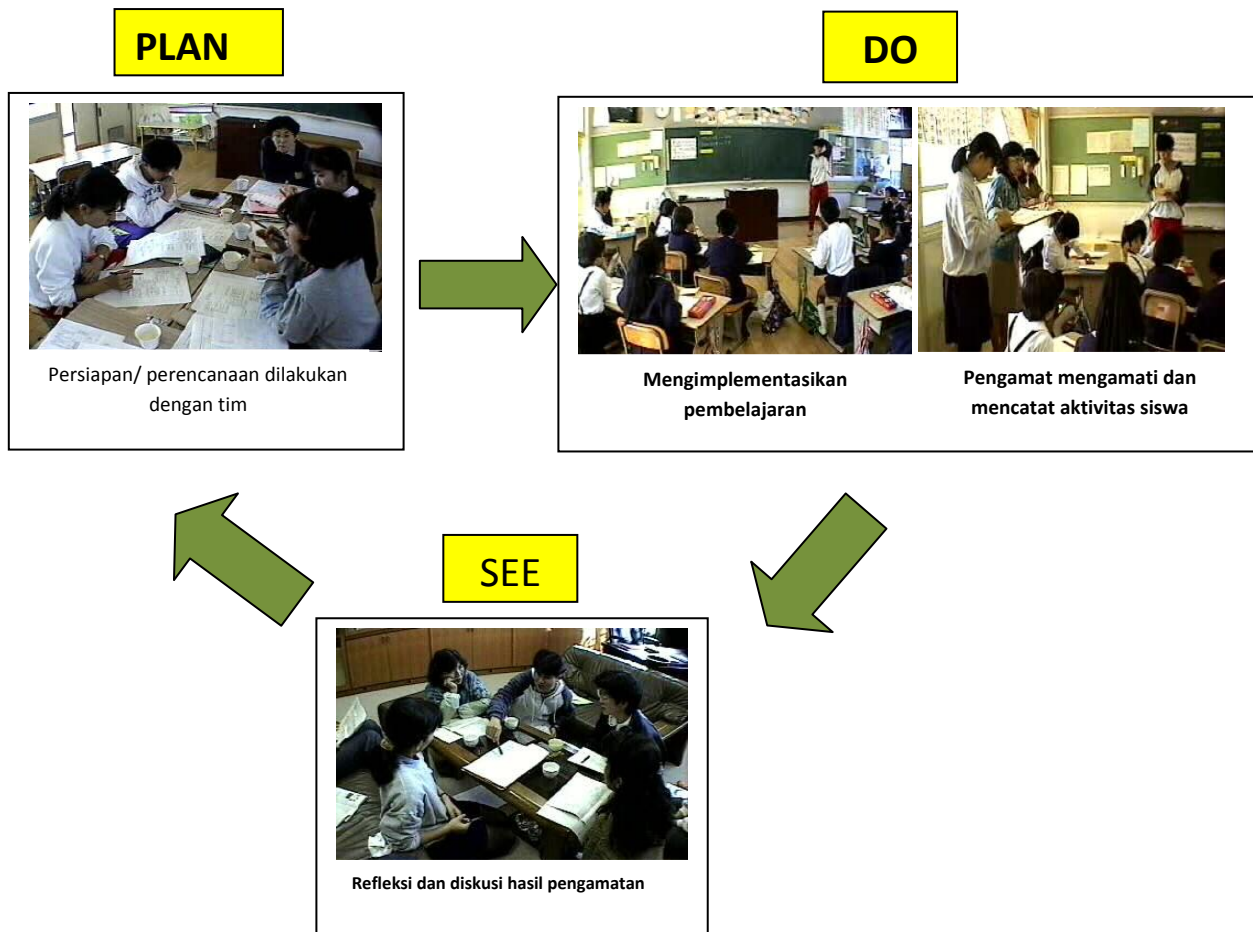 PLAN
DO
Persiapan/ perencanaan dilakukan
dengan tim
Mengimplementasikan
pembelajaran
Pengamat mengamati dan
mencatat aktivitas siswa
SEE
Refleksi dan diskusi hasil pengamatan